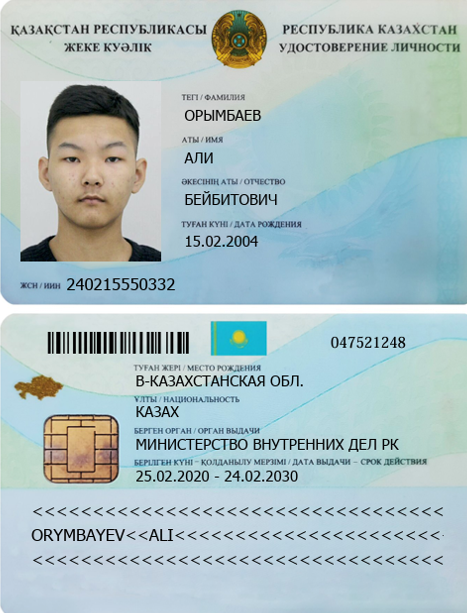 ҚАЗАҚСТАН РЕСПУБЛИКАСЫ
ЖЕКЕ КУӘЛІК
РЕСПУБЛИКА КАЗАХСТАН
УДОСТОВЕРЕНИЕ ЛИЧНОСТИ
ТЕГІ / ФАМИЛИЯ
ОРЫМБАЕВ
АТЫ / ИМЯ
АЛИ
ӘКЕСІНІҢ АТЫ / ОТЧЕСТВО
БЕЙБИТОВИЧ
ТУҒАН КҮНІ / ДАТА РОЖДЕНИЯ
15.02.2004
ЖСН / ИИН 240215550332
047521248
ТУҒАН ЖЕРІ / МЕСТО РОЖДЕНИЯ
В-КАЗАХСТАНСКАЯ ОБЛ.
ҰЛТЫ / НАЦИОНАЛЬНОСТЬ
КАЗАХ
БЕРГЕН ОРГАН / ОРГАН ВЫДАЧИ
МИНИСТЕРСТВО ВНУТРЕННИХ ДЕЛ РК
БЕРІЛГЕН КҮНІ – ҚОЛДАНЫЛУ МЕРЗІМІ / ДАТА ВЫДАЧИ – СРОК ДЕЙСТВИЯ
25.02.2020 - 24.02.2030
<<<<<<<<<<<<<<<<<<<<<<<<<<<<<<<<<
ORYMBAYEV<<ALI<<<<<<<<<<<<<<<<<<<<<
<<<<<<<<<<<<<<<<<<<<<<<<<<<<<<<<<